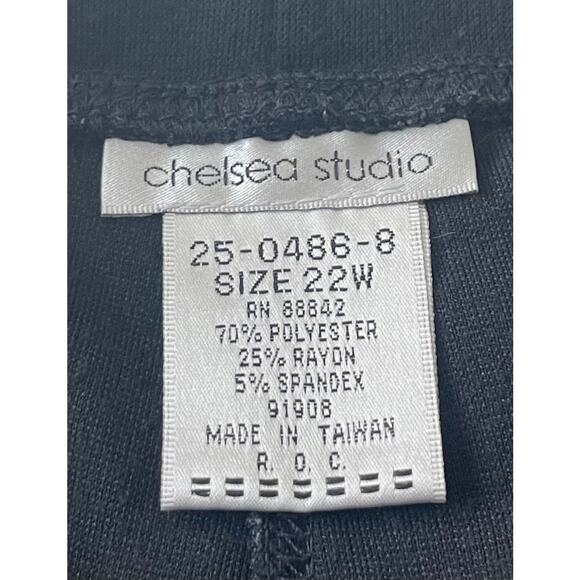 chelsea studio
25-0486-8
SIZE 22W
RN 88842
70% POLYESTER
25% RAYON
5% SPANDEX
91908
MADE IN TAIWAN
R. O. C.